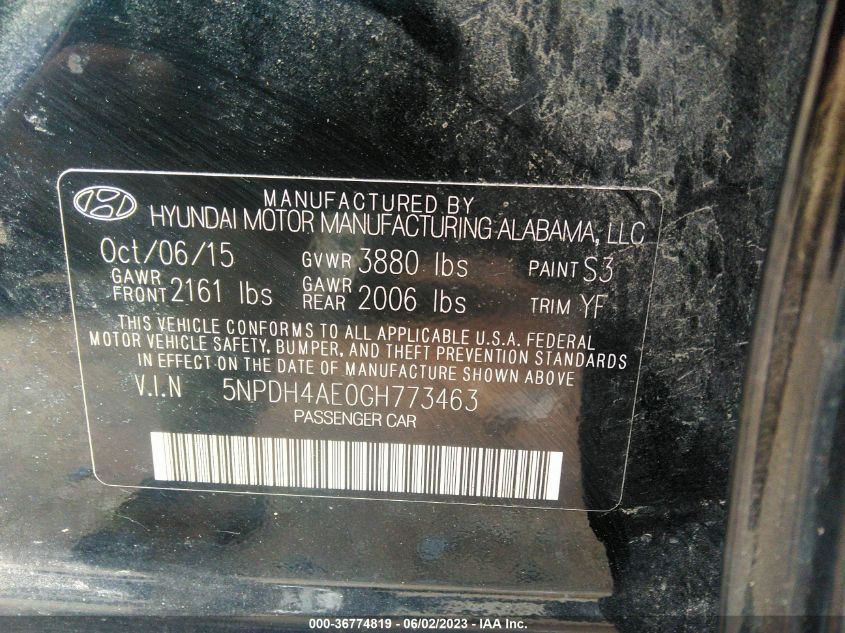 MANUFACTURED BY
HYUNDAI MOTOR MANUFACTURING ALABAMA, LLC
Oct/06/15 GVWR 3880 lbs PAINT S3
GAWR FRONT 2161 lbs GAWR REAR 2006 lbs TRIM YF
THIS VEHICLE CONFORMS TO ALL APPLICABLE U.S.A. FEDERAL
MOTOR VEHICLE SAFETY, BUMPER, AND THEFT PREVENTION STANDARDS
IN EFFECT ON THE DATE OF MANUFACTURE SHOWN ABOVE
V.I.N 5NPDH4AE0GH773463
PASSENGER CAR
000-36774819 - 06/02/2023 - IAA Inc.